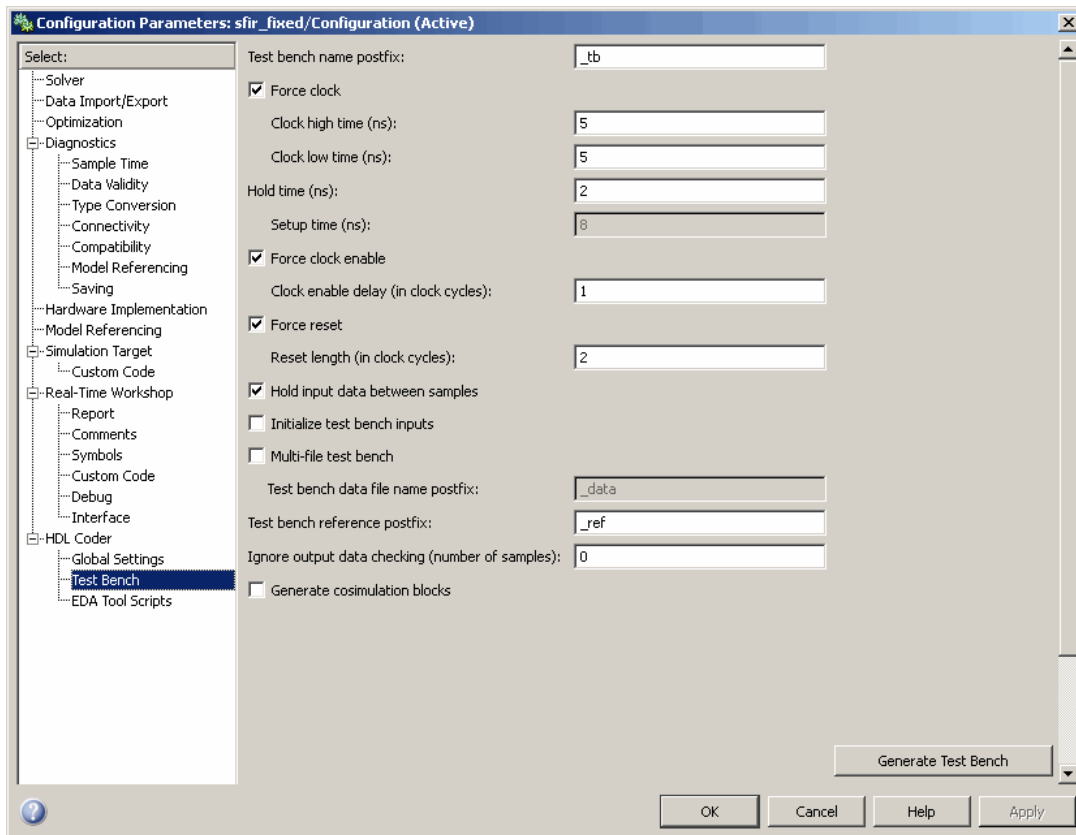 Configuration Parameters: sfir_fixed/Configuration (Active)
Select:
Solver
Data Import/Export
Optimization
Diagnostics
Sample Time
Data Validity
Type Conversion
Connectivity
Compatibility
Model Referencing
Saving
Hardware Implementation
Model Referencing
Simulation Target
Custom Code
Real-Time Workshop
Report
Comments
Symbols
Custom Code
Debug
Interface
HDL Coder
Global Settings
Test Bench
EDA Tool Scripts
Test bench name postfix: _tb
Force clock
Clock high time (ns): 5
Clock low time (ns): 5
Hold time (ns): 2
Setup time (ns): 8
Force clock enable
Clock enable delay (in clock cycles): 1
Force reset
Reset length (in clock cycles): 2
Hold input data between samples
Initialize test bench inputs
Multi-file test bench
Test bench data file name postfix: _data
Test bench reference postfix: _ref
Ignore output data checking (number of samples): 0
Generate cosimulation blocks
Generate Test Bench
? OK Cancel Help Apply